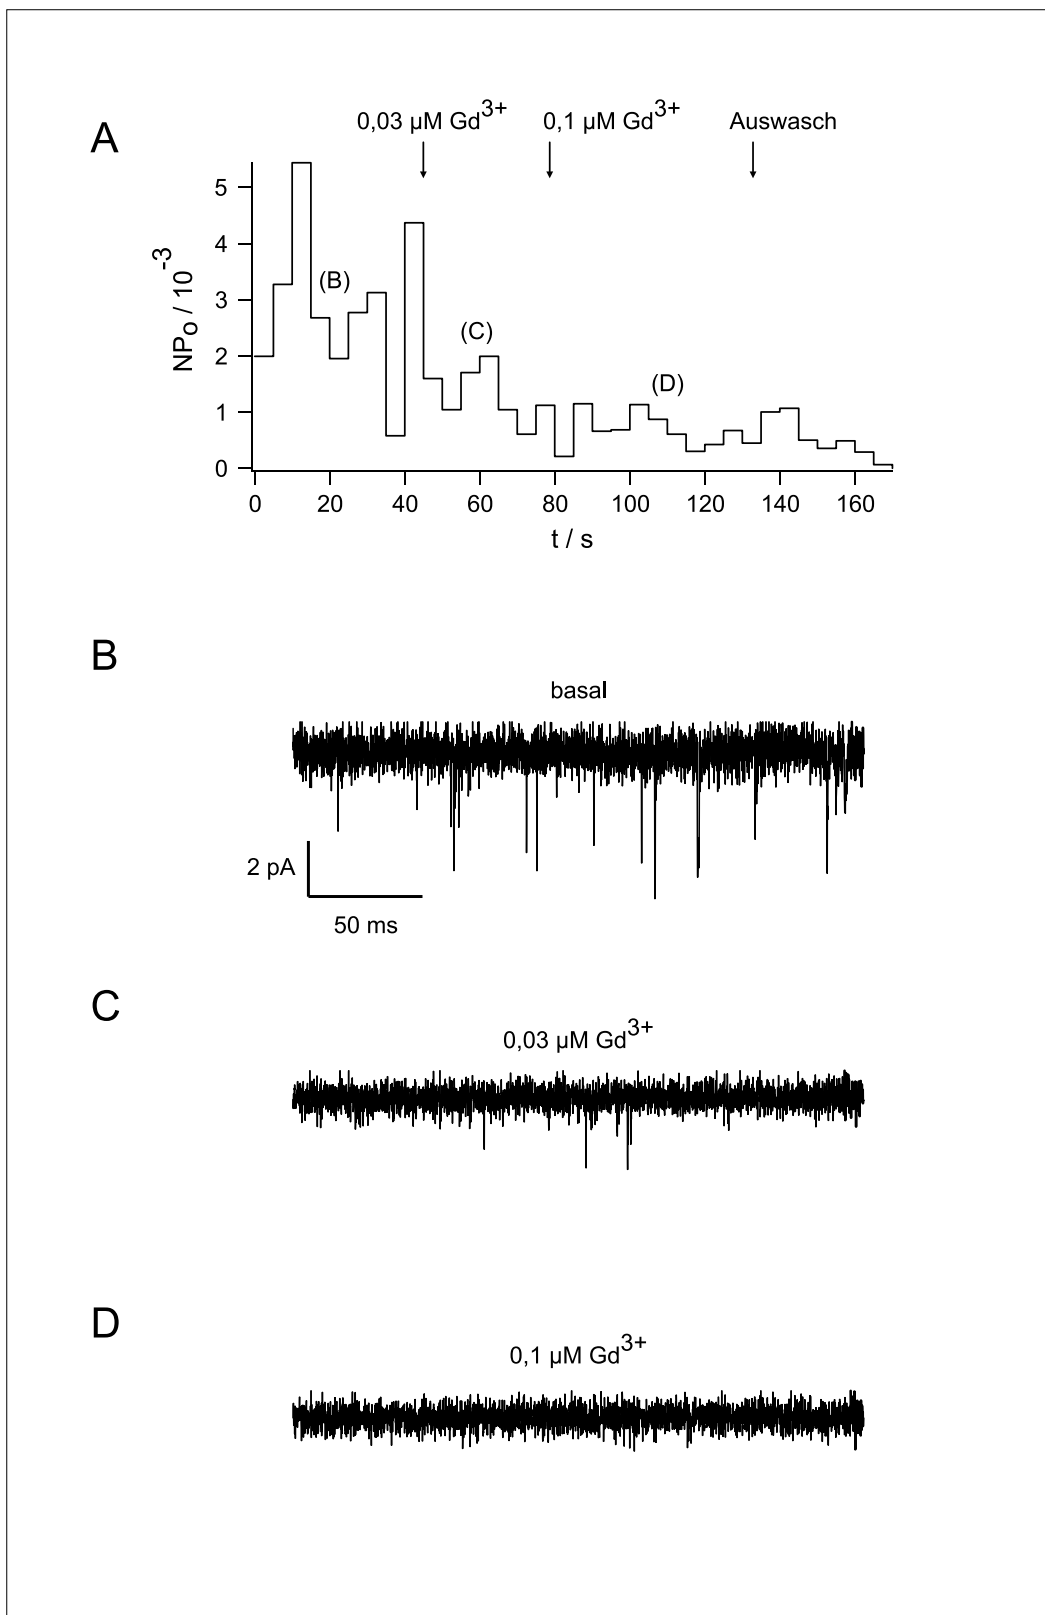 A
0,03 µM Gd3+
0,1 µM Gd3+
Auswasch
5
4
3
2
1
0
NPO / 10-3
(B)
(C)
(D)
0 20 40 60 80 100 120 140 160
t / s
B
basal
2 pA
50 ms
C
0,03 µM Gd3+
D
0,1 µM Gd3+